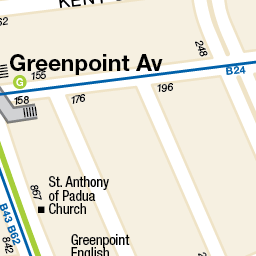 62
KENT
248
Greenpoint Av
155
G
B24
158
176
196
867
St. Anthony
of Padua
Church
B43 B62
842
Greenpoint
English